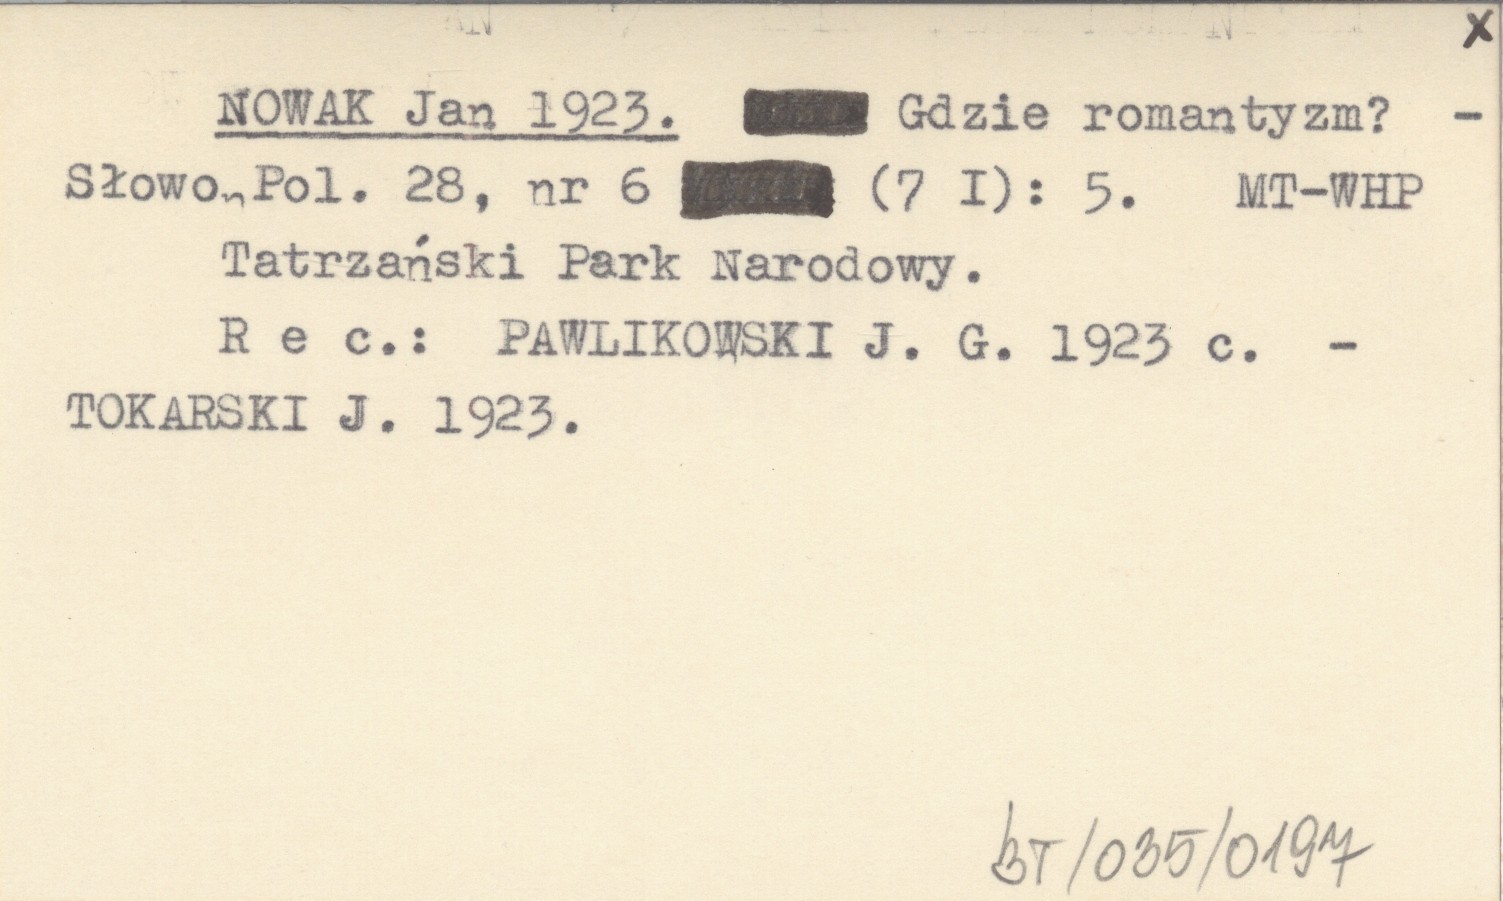 x
NOWAK Jan 1923. Gdzie romantyzm? -
Słowo Pol. 28, nr 6 (7 I): 5. MT-WHP
Tatrzański Park Narodowy.
R e c.: PAWLIKOWSKI J. G. 1923 c. -
TOKARSKI J. 1923.
BT/035/0197